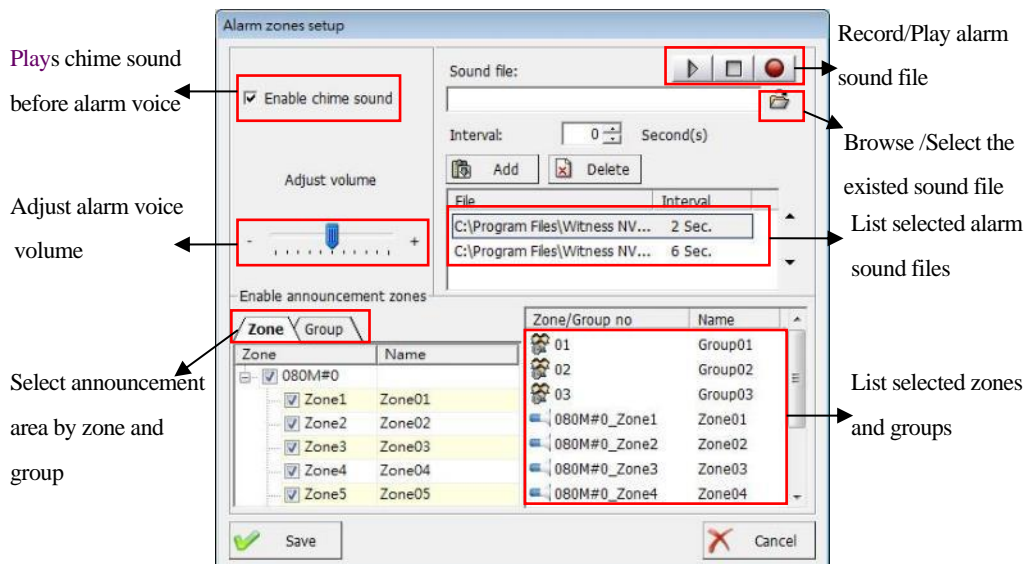 Alarm zones setup
Plays chime sound
before alarm voice
Enable chime sound
Sound file:
Record/Play alarm
sound file
Interval:
0
Second(s)
Browse /Select the
existed sound file
Add
Delete
Adjust volume
Adjust alarm voice
volume
-
+
File
Interval
C:\Program Files\Witness NV...
2 Sec.
C:\Program Files\Witness NV...
6 Sec.
List selected alarm
sound files
Enable announcement zones
Zone
Group
Zone
Name
080M#0
Zone1
Zone01
Zone2
Zone02
Zone3
Zone03
Zone4
Zone04
Zone5
Zone05
Select announcement
area by zone and
group
Zone/Group no
Name
01
Group01
02
Group02
03
Group03
080M#0_Zone1
Zone01
080M#0_Zone2
Zone02
080M#0_Zone3
Zone03
080M#0_Zone4
Zone04
List selected zones
and groups
Save
Cancel